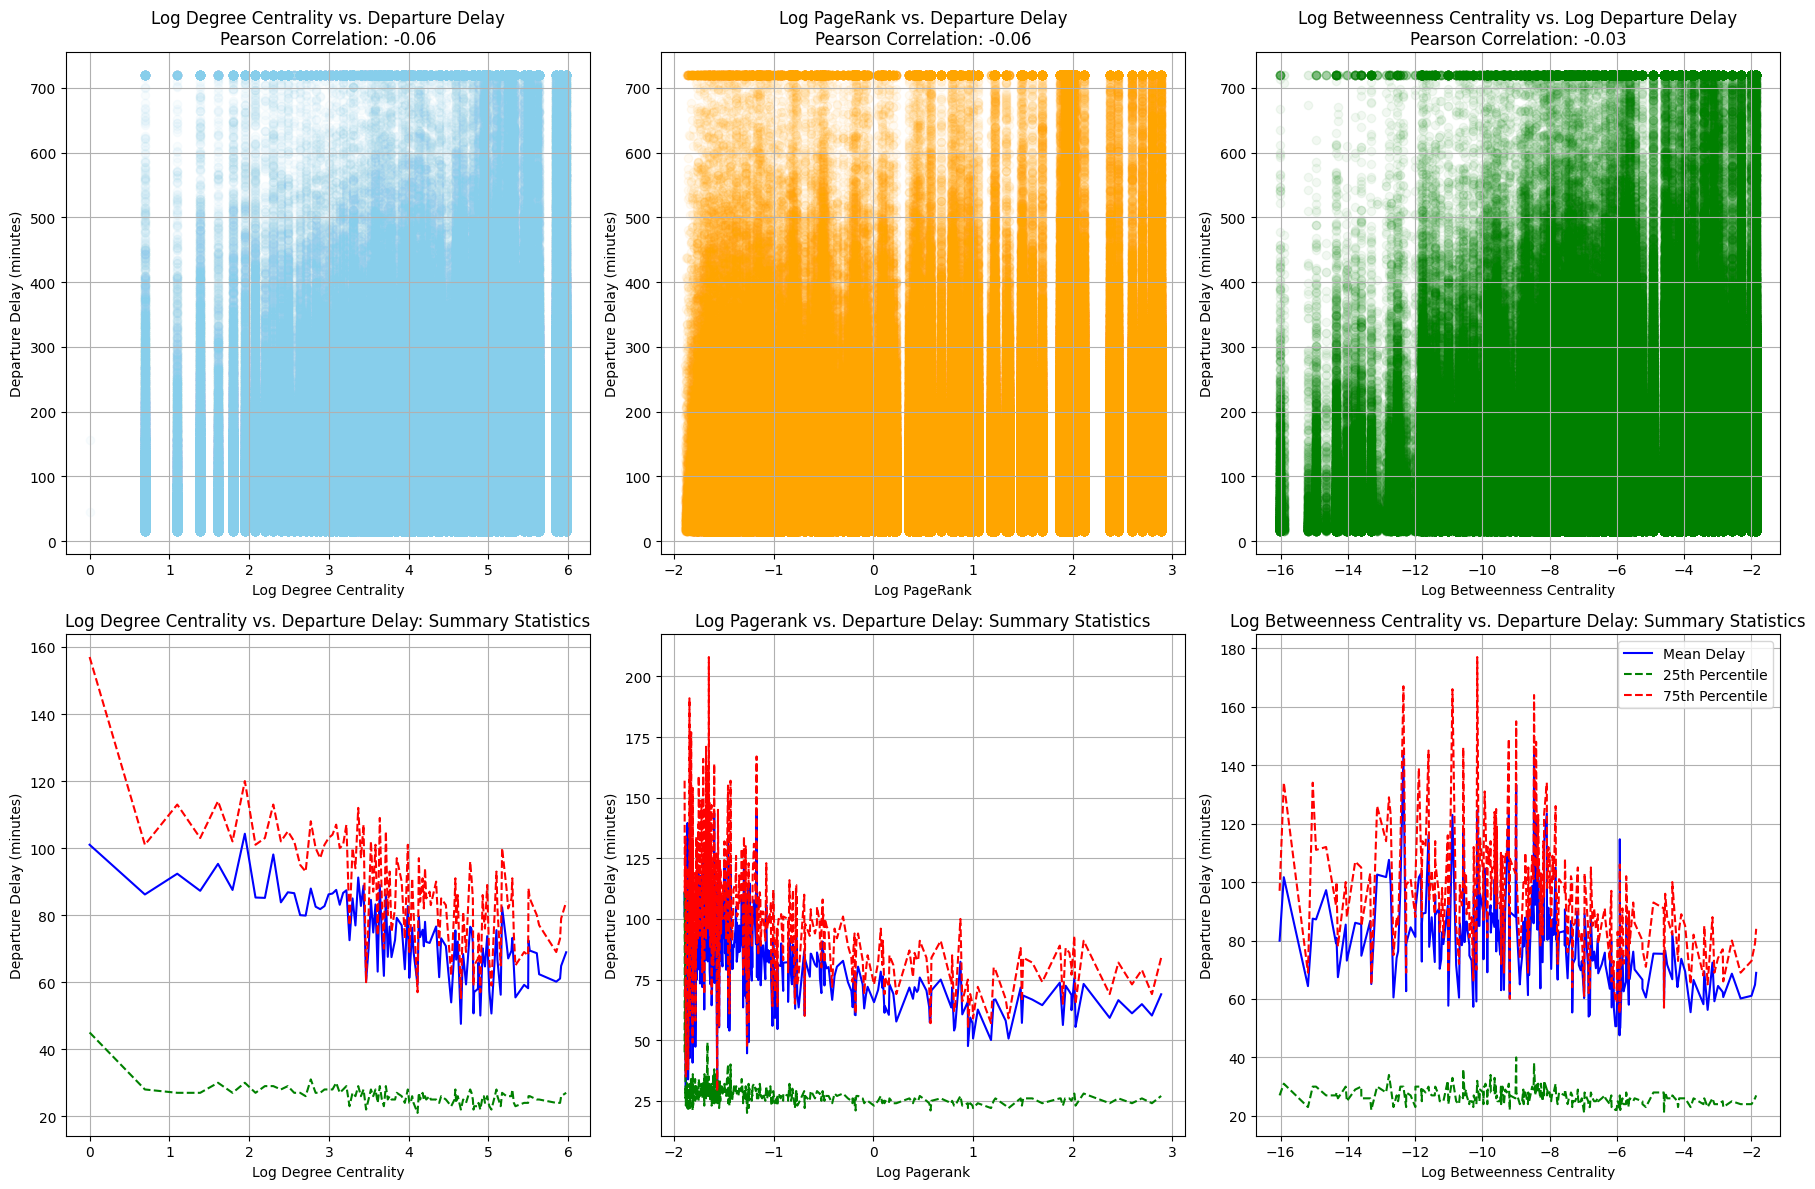 Log Degree Centrality vs. Departure Delay
Pearson Correlation: -0.06
700
600
500
400
300
200
100
0
Departure Delay (minutes)
0 1 2 3 4 5 6
Log Degree Centrality
Log PageRank vs. Departure Delay
Pearson Correlation: -0.06
700
600
500
400
300
200
100
0
Departure Delay (minutes)
−2 −1 0 1 2 3
Log PageRank
Log Betweenness Centrality vs. Log Departure Delay
Pearson Correlation: -0.03
700
600
500
400
300
200
100
0
Departure Delay (minutes)
−16 −14 −12 −10 −8 −6 −4 −2
Log Betweenness Centrality
Log Degree Centrality vs. Departure Delay: Summary Statistics
160
140
120
100
80
60
40
20
Departure Delay (minutes)
0 1 2 3 4 5 6
Log Degree Centrality
Log Pagerank vs. Departure Delay: Summary Statistics
200
175
150
125
100
75
50
25
Departure Delay (minutes)
−2 −1 0 1 2 3
Log Pagerank
Log Betweenness Centrality vs. Departure Delay: Summary Statistics
Mean Delay
25th Percentile
75th Percentile
180
160
140
120
100
80
60
40
20
Departure Delay (minutes)
−16 −14 −12 −10 −8 −6 −4 −2
Log Betweenness Centrality